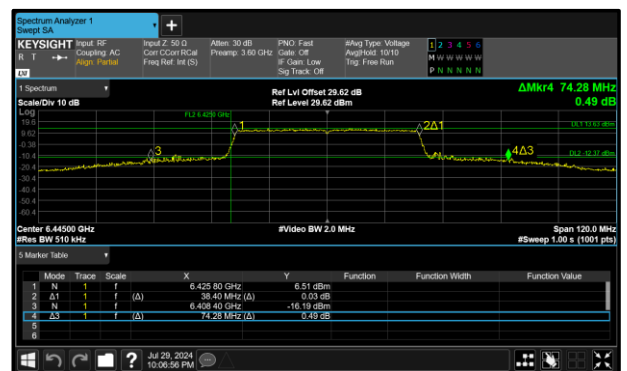 Spectrum Analyzer 1
Swept SA
+
KEYSIGHT Input: RF Input Z: 50 Ω Atten: 30 dB PNO: Fast #Avg Type: Voltage 1 2 3 4 5 6
R T Coupling: AC Corr CCorr RCal Preamp: 3.60 GHz Gate: Off Avg|Hold: 10/10 M W W W W W
Align: Partial Freq Ref: Int (S) IF Gain: Low Trig: Free Run
LXI Sig Track: Off P N N N N N
1 Spectrum Ref Lvl Offset 29.62 dB ΔMkr4 74.28 MHz
Scale/Div 10 dB Ref Level 29.62 dBm 0.49 dB
Log
19.6
9.62
-0.38
-10.4
-20.4
-30.4
-40.4
-50.4
-60.4
1
2Δ1
DL1 13.63 dBm
3
4Δ3
DL2 -12.37 dBm
Center 6.44500 GHz #Video BW 2.0 MHz Span 120.0 MHz
#Res BW 510 kHz #Sweep 1.00 s (1001 pts)
5 Marker Table
Mode Trace Scale X Y Function Function Width Function Value
1 N 1 f 6.425 80 GHz 6.51 dBm
2 Δ1 1 f (Δ) 38.40 MHz (Δ) 0.03 dB
3 N 1 f 6.408 40 GHz -16.19 dBm
4 Δ3 1 f (Δ) 74.28 MHz (Δ) 0.49 dB
5
6
? Jul 29, 2024
10:06:56 PM